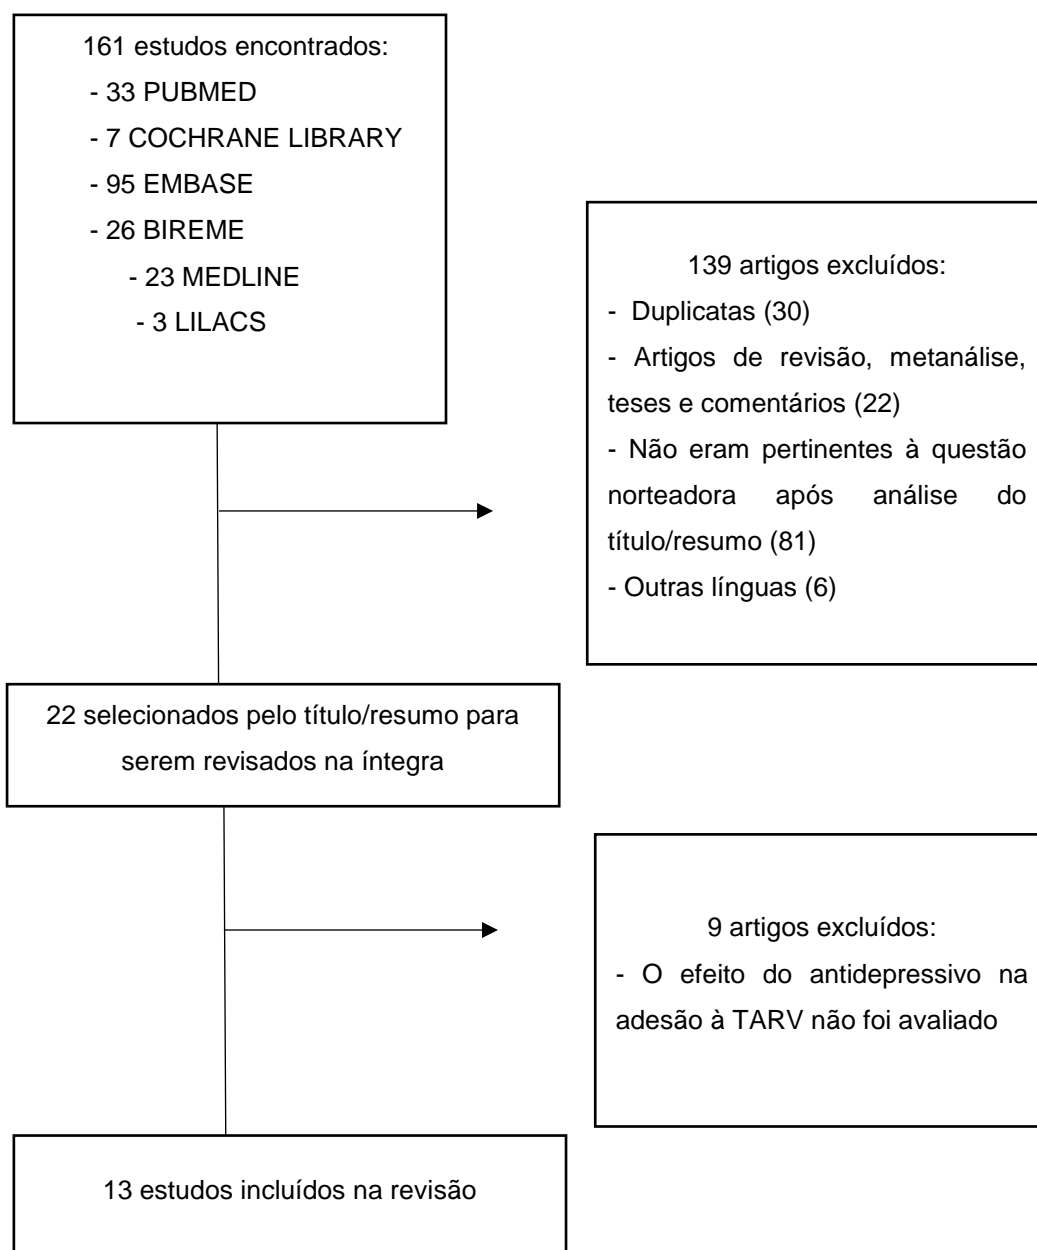 161 estudos encontrados:
- 33 PUBMED
- 7 COCHRANE LIBRARY
- 95 EMBASE
- 26 BIREME
- 23 MEDLINE
- 3 LILACS
139 artigos excluídos:
- Duplicatas (30)
- Artigos de revisão, metanálise,
teses e comentários (22)
- Não eram pertinentes à questão
norteadora após análise do
título/resumo (81)
- Outras línguas (6)
22 selecionados pelo título/resumo para
serem revisados na íntegra
9 artigos excluídos:
- O efeito do antidepressivo na
adesão à TARV não foi avaliado
13 estudos incluídos na revisão